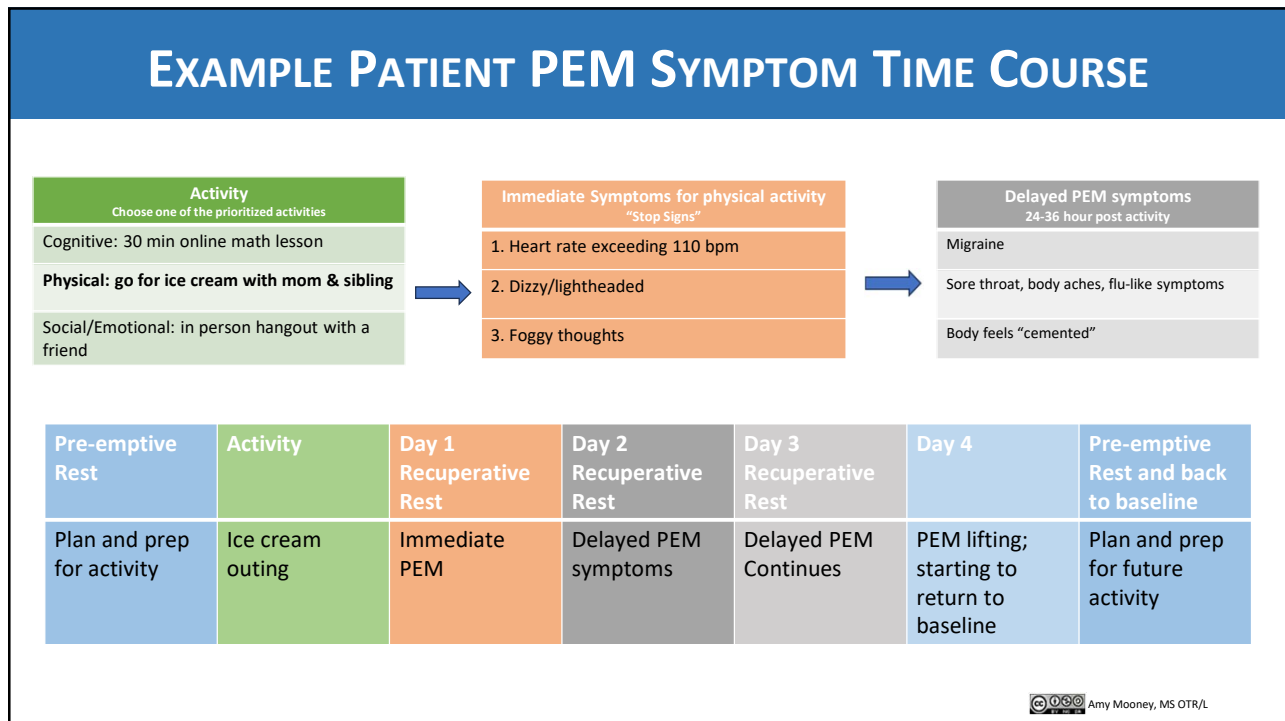 EXAMPLE PATIENT PEM SYMPTOM TIME COURSE
Activity
Choose one of the prioritized activities
Cognitive: 30 min online math lesson
Physical: go for ice cream with mom & sibling
Social/Emotional: in person hangout with a
friend
Immediate Symptoms for physical activity
"Stop Signs"
1. Heart rate exceeding 110 bpm
2. Dizzy/lightheaded
3. Foggy thoughts
Delayed PEM symptoms
24-36 hour post activity
Migraine
Sore throat, body aches, flu-like symptoms
Body feels "cemented"
Pre-emptive
Rest
Activity
Day 1
Recuperative
Rest
Day 2
Recuperative
Rest
Day 3
Recuperative
Rest
Day 4
Pre-emptive
Rest and back
to baseline
Plan and prep
for activity
Ice cream
outing
Immediate
PEM
Delayed PEM
symptoms
Delayed PEM
Continues
PEM lifting;
starting to
return to
baseline
Plan and prep
for future
activity
cc BY NC SA
Amy Mooney, MS OTR/L